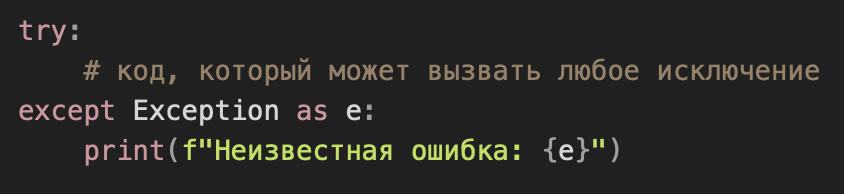 try:
    # код, который может вызвать любое исключение
except Exception as e:
    print(f"Неизвестная ошибка: {e}")